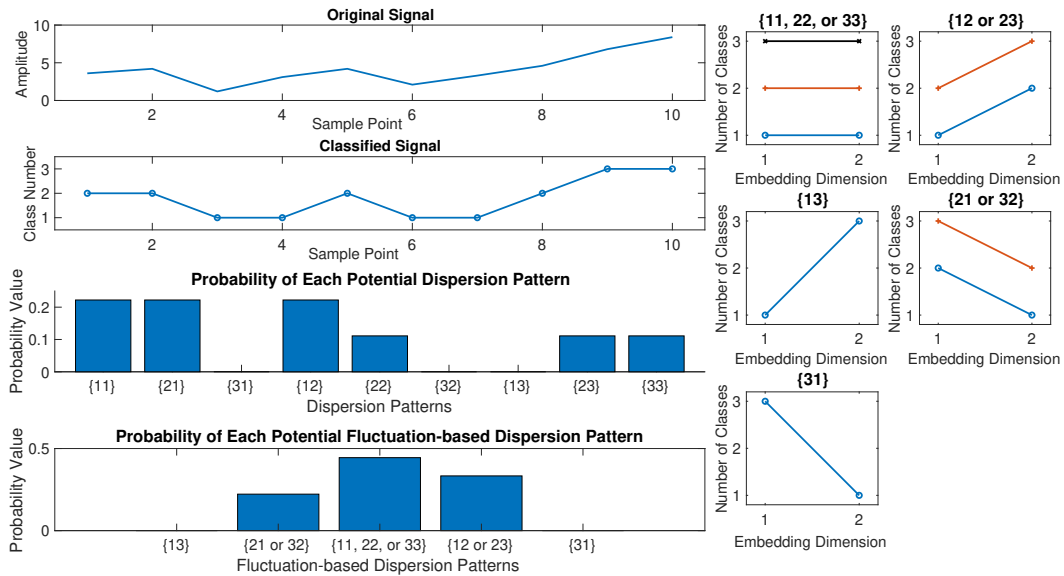 Original Signal
Amplitude
10
5
0
2
4
6
8
10
Sample Point
Classified Signal
Class Number
3
2
1
2
4
6
8
10
Sample Point
Probability of Each Potential Dispersion Pattern
Probability Value
0.2
0.1
0
{11}
{21}
{31}
{12}
{22}
{32}
{13}
{23}
{33}
Dispersion Patterns
Probability of Each Potential Fluctuation-based Dispersion Pattern
Probability Value
0.5
0
{13}
{21 or 32}
{11, 22, or 33}
{12 or 23}
{31}
Fluctuation-based Dispersion Patterns
{11, 22, or 33}
Number of Classes
3
2
1
1
2
Embedding Dimension
{12 or 23}
Number of Classes
3
2
1
1
2
Embedding Dimension
{13}
Number of Classes
3
2
1
1
2
Embedding Dimension
{21 or 32}
Number of Classes
3
2
1
1
2
Embedding Dimension
{31}
Number of Classes
3
2
1
1
2
Embedding Dimension